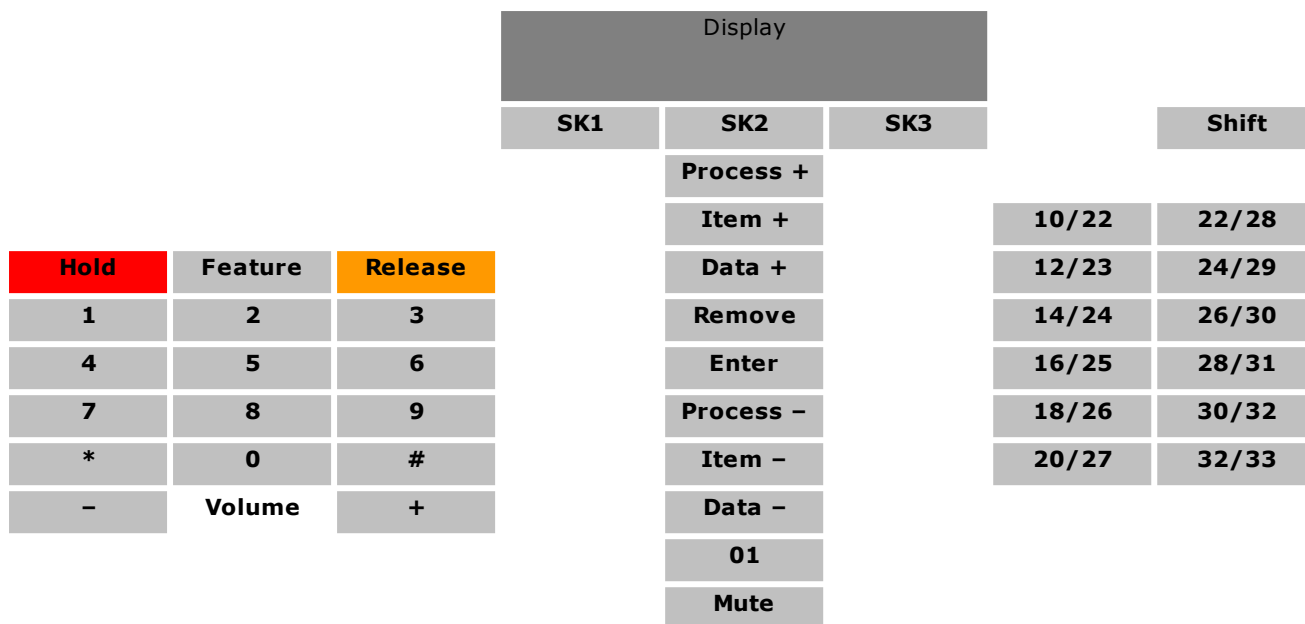 Display
SK1 SK2 SK3 Shift
Process +
Item + 10/22 22/28
Hold Feature Release Data + 12/23 24/29
1 2 3 Remove 14/24 26/30
4 5 6 Enter 16/25 28/31
7 8 9 Process – 18/26 30/32
* 0 # Item – 20/27 32/33
– Volume + Data –
01
Mute